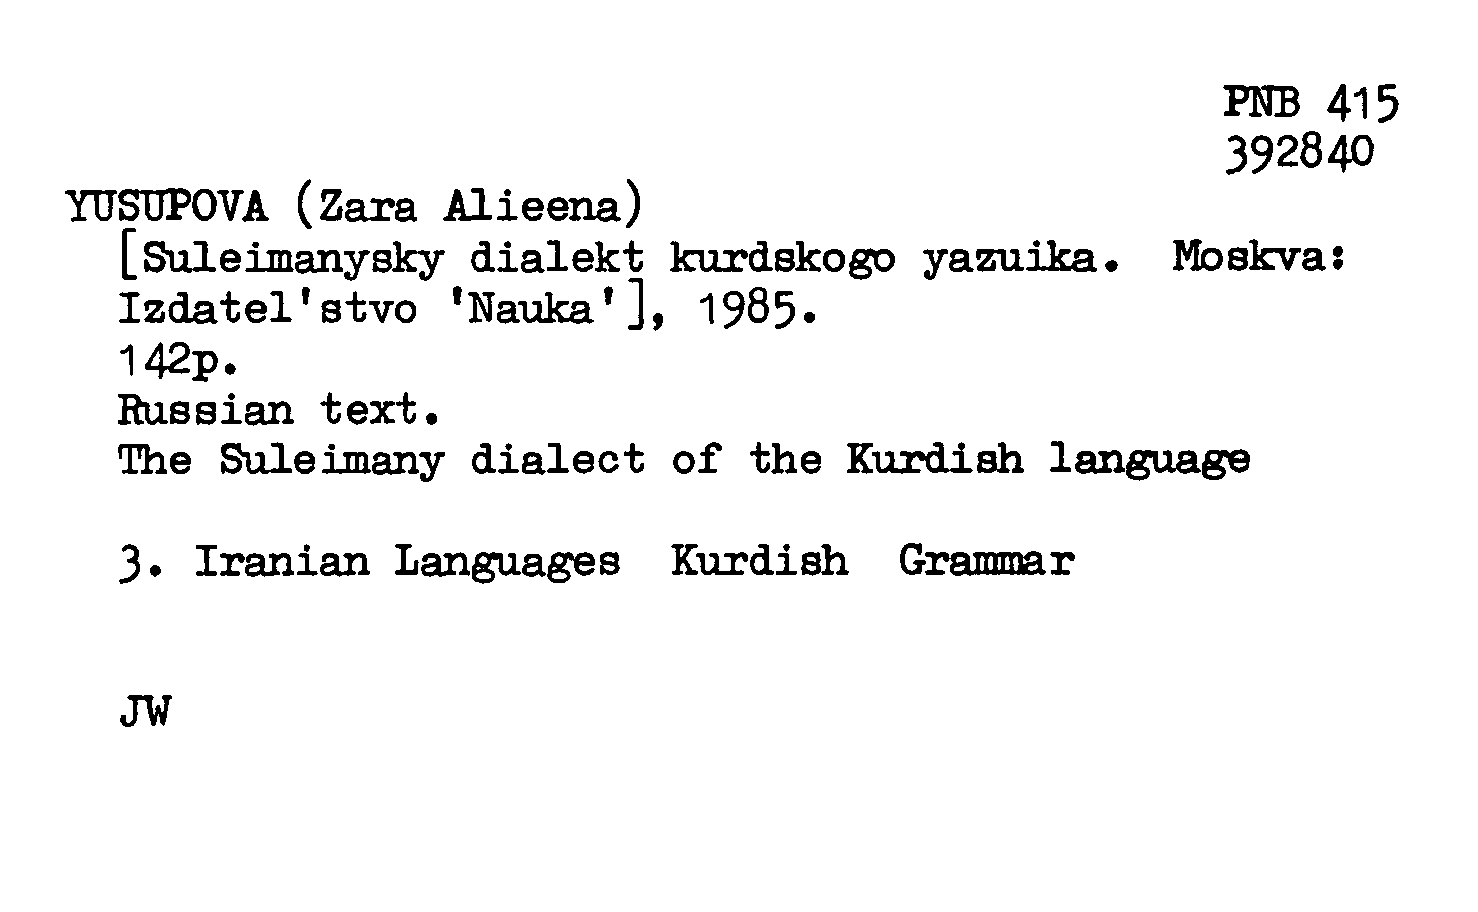 PNB 415
392840
YUSUPOVA (Zara Alieena)
[Suleimanysky dialekt kurdskogo yazuika. Moskva:
Izdatel'stvo 'Nauka'], 1985.
142p.
Russian text.
The Suleimany dialect of the Kurdish language
3. Iranian Languages Kurdish Grammar
JW